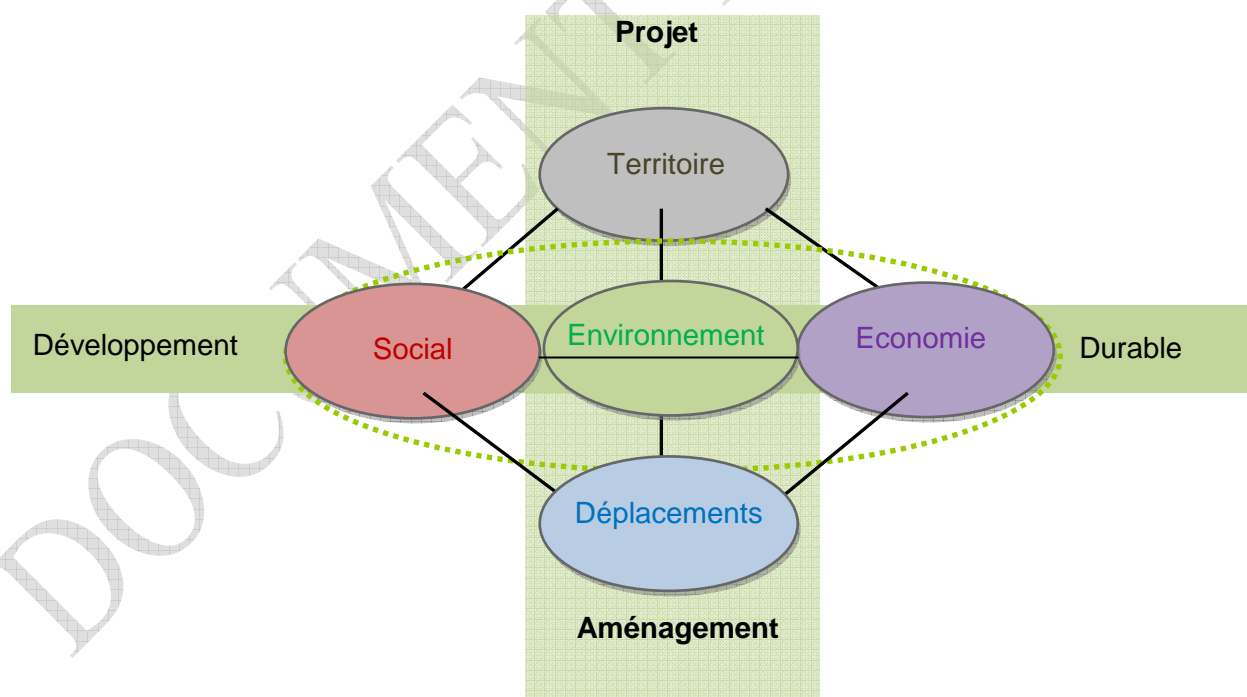 Projet
Territoire
Développement
Social
Environnement
Economie
Durable
Déplacements
Aménagement
DOCUMENT